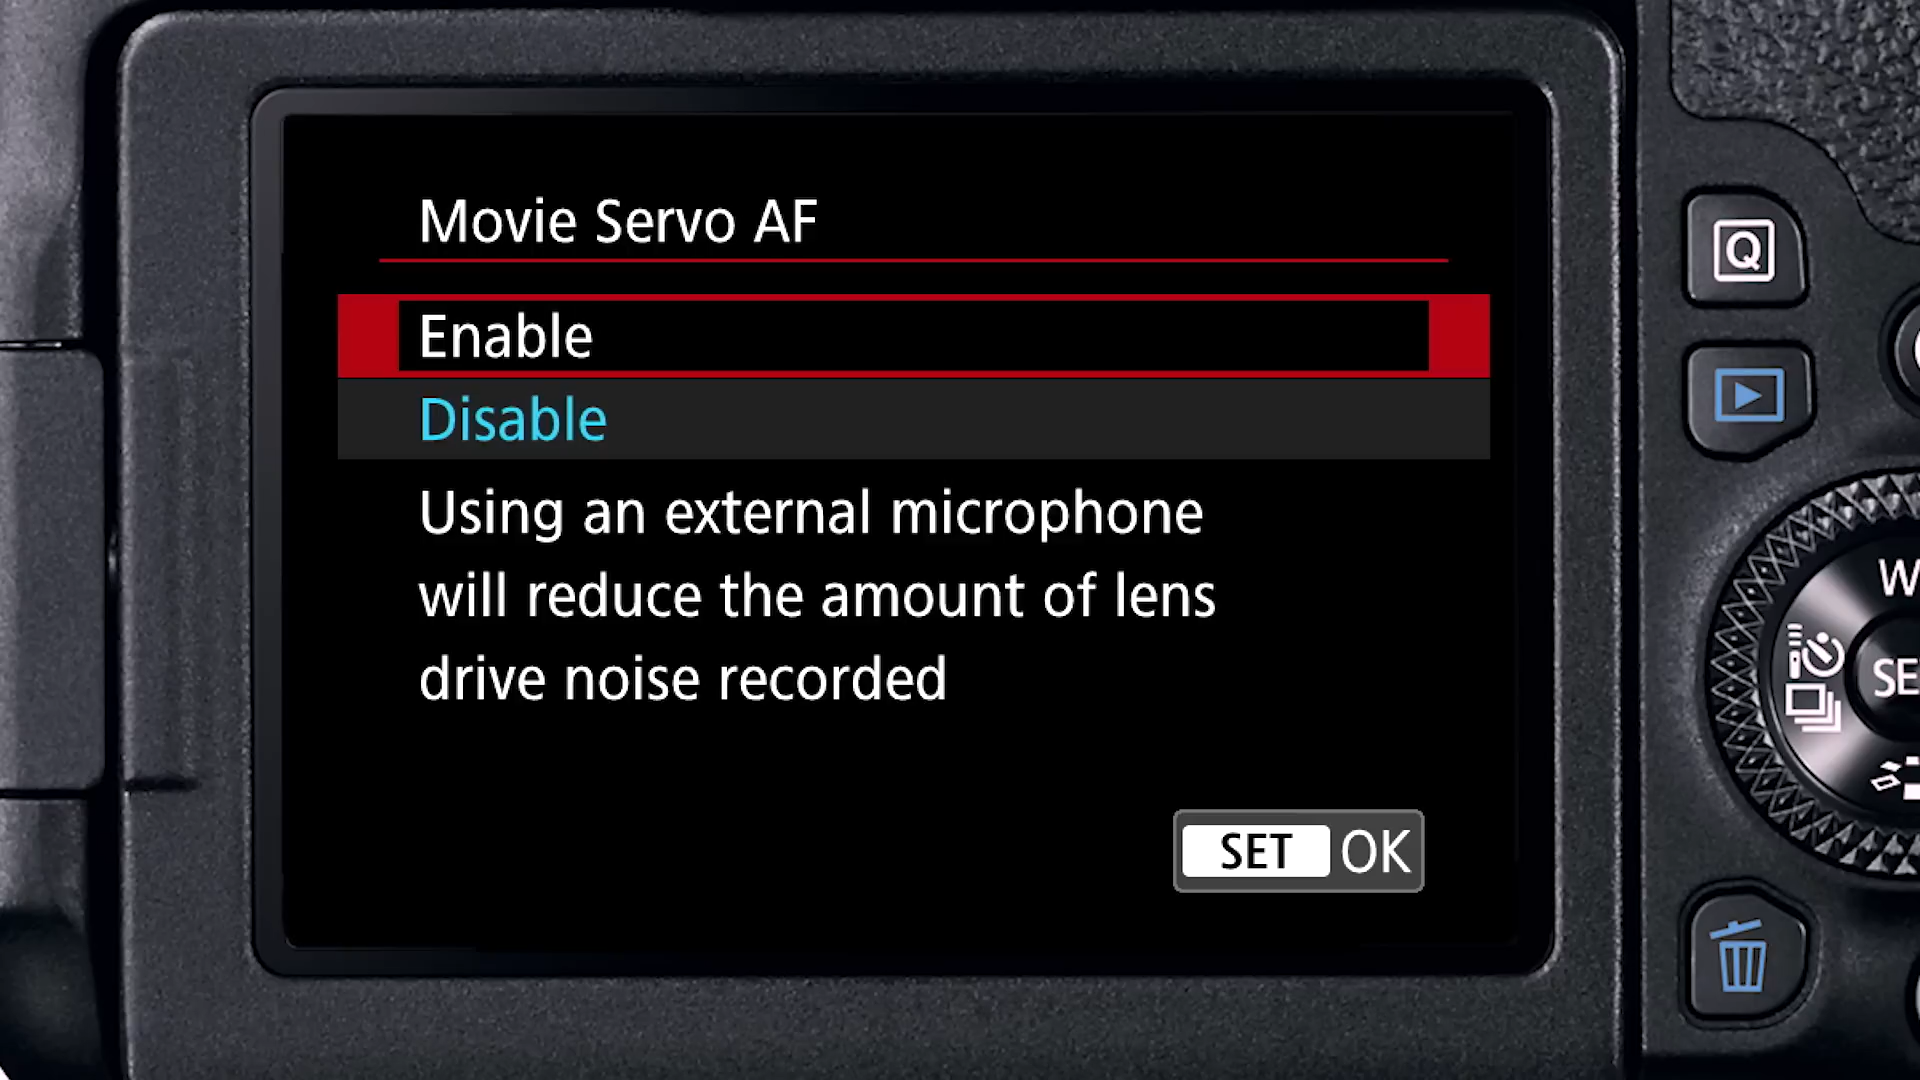 Movie Servo AF
Enable
Disable
Using an external microphone
will reduce the amount of lens
drive noise recorded
SET OK
Q